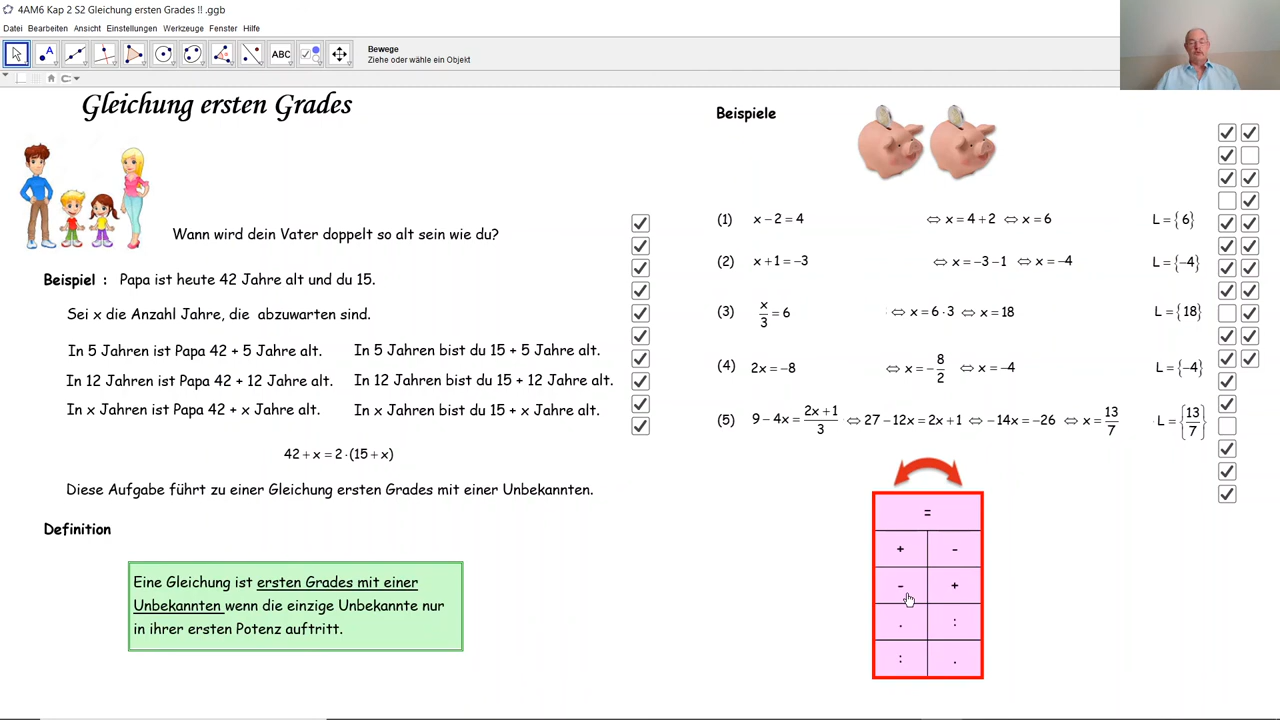 4AM6 Kap 2 S2 Gleichung ersten Grades !! .ggb
Datei Bearbeiten Ansicht Einstellungen Werkzeuge Fenster Hilfe
ABC
Bewege
Ziehe oder wähle ein Objekt
Gleichung ersten Grades
Wann wird dein Vater doppelt so alt sein wie du?
Beispiel : Papa ist heute 42 Jahre alt und du 15.
Sei x die Anzahl Jahre, die abzuwarten sind.
In 5 Jahren ist Papa 42 + 5 Jahre alt. In 5 Jahren bist du 15 + 5 Jahre alt.
In 12 Jahren ist Papa 42 + 12 Jahre alt. In 12 Jahren bist du 15 + 12 Jahre alt.
In x Jahren ist Papa 42 + x Jahre alt. In x Jahren bist du 15 + x Jahre alt.
42 + x = 2 · (15 + x)
Diese Aufgabe führt zu einer Gleichung ersten Grades mit einer Unbekannten.
Definition
Eine Gleichung ist ersten Grades mit einer
Unbekannten wenn die einzige Unbekannte nur
in ihrer ersten Potenz auftritt.
Beispiele
(1) x − 2 = 4 ⇔ x = 4 + 2 ⇔ x = 6 L = {6}
(2) x + 1 = −3 ⇔ x = −3 − 1 ⇔ x = −4 L = {−4}
(3) x/3 = 6 ⇔ x = 6 · 3 ⇔ x = 18 L = {18}
(4) 2x = −8 ⇔ x = −8/2 ⇔ x = −4 L = {−4}
(5) 9 − 4x = (2x + 1)/3 ⇔ 27 − 12x = 2x + 1 ⇔ −14x = −26 ⇔ x = 13/7 L = {13/7}
=
+ -
- +
. :
: .